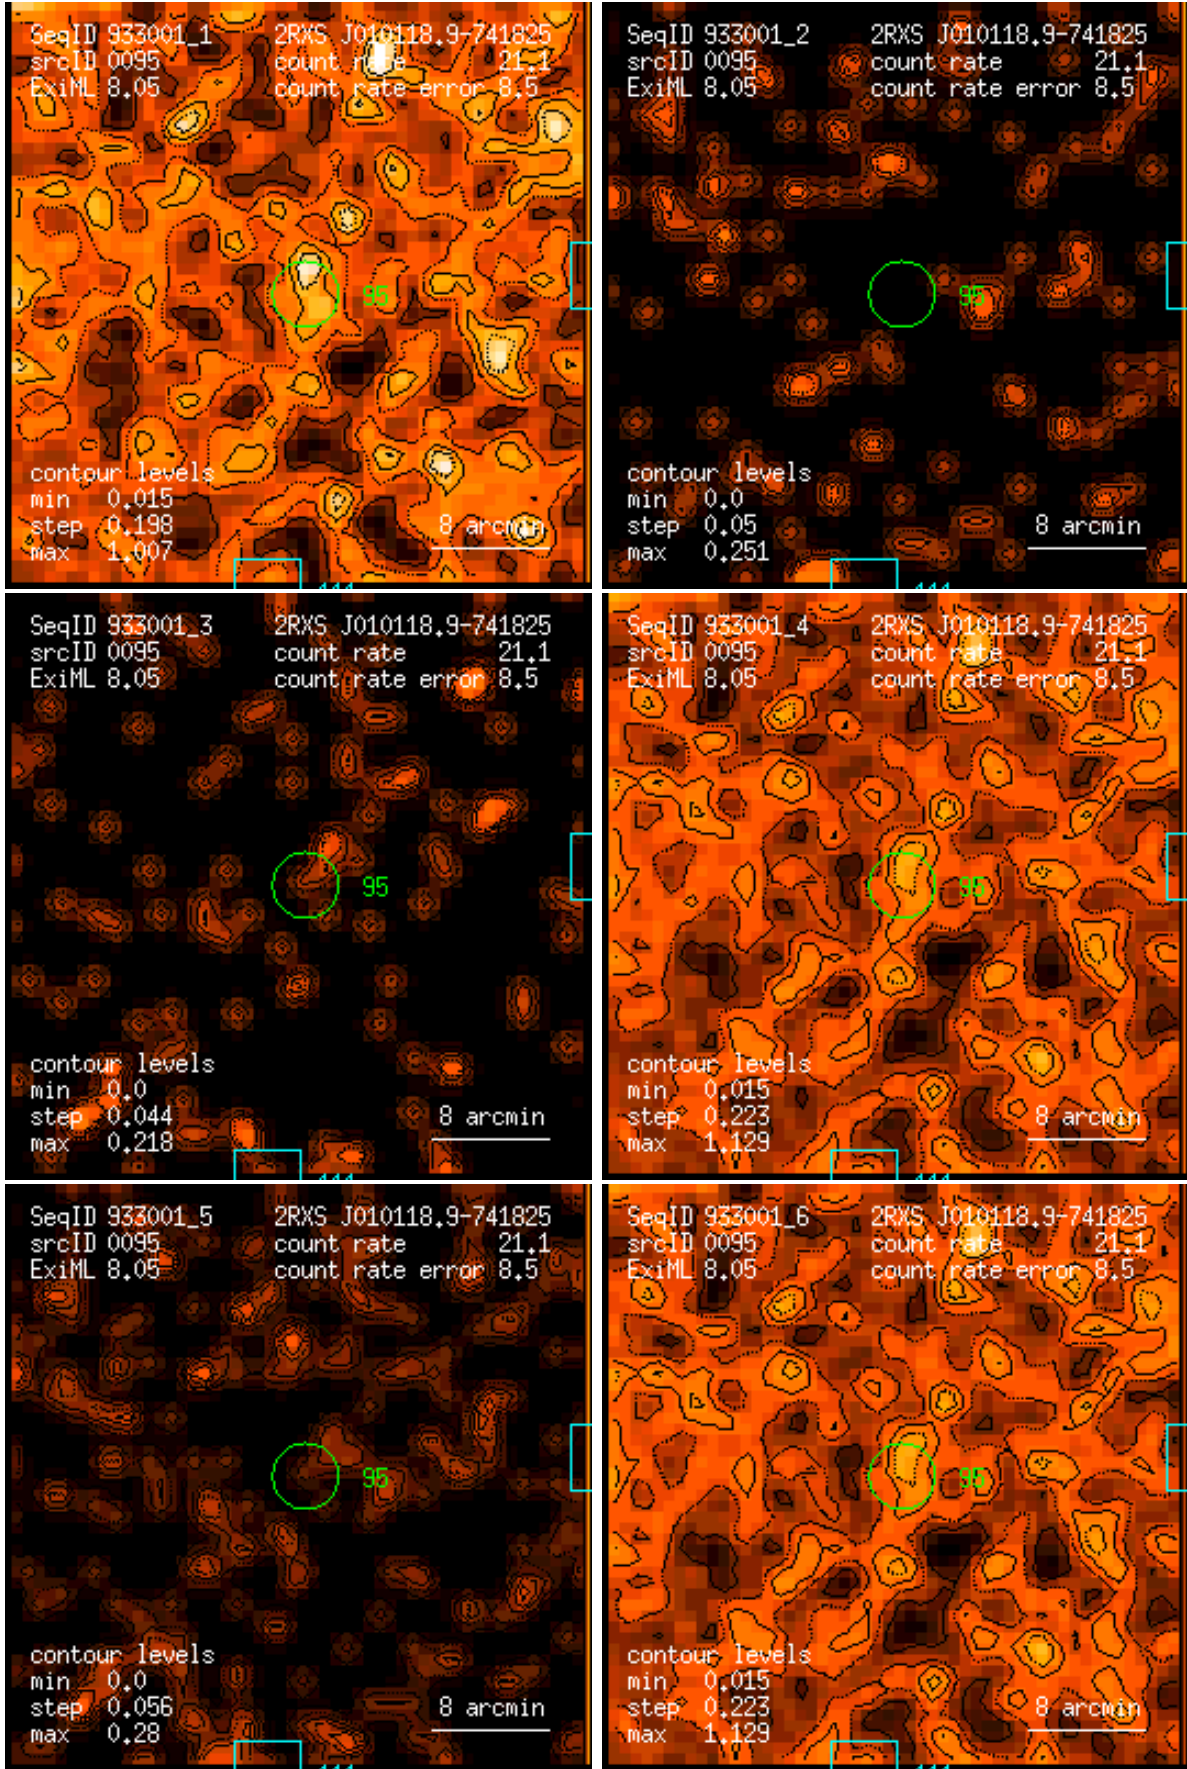 SeqID 933001_1 2RXS J010118.9-741825
srcID 0095 count rate 21.1
ExiML 8.05 count rate error 8.5
95
contour levels
min 0.015
step 0.198
max 1.007
8 arcmin
SeqID 933001_2 2RXS J010118.9-741825
srcID 0095 count rate 21.1
ExiML 8.05 count rate error 8.5
95
contour levels
min 0.0
step 0.05
max 0.251
8 arcmin
SeqID 933001_3 2RXS J010118.9-741825
srcID 0095 count rate 21.1
ExiML 8.05 count rate error 8.5
95
contour levels
min 0.0
step 0.044
max 0.218
8 arcmin
SeqID 933001_4 2RXS J010118.9-741825
srcID 0095 count rate 21.1
ExiML 8.05 count rate error 8.5
95
contour levels
min 0.015
step 0.223
max 1.129
8 arcmin
SeqID 933001_5 2RXS J010118.9-741825
srcID 0095 count rate 21.1
ExiML 8.05 count rate error 8.5
95
contour levels
min 0.0
step 0.056
max 0.28
8 arcmin
SeqID 933001_6 2RXS J010118.9-741825
srcID 0095 count rate 21.1
ExiML 8.05 count rate error 8.5
95
contour levels
min 0.015
step 0.223
max 1.129
8 arcmin